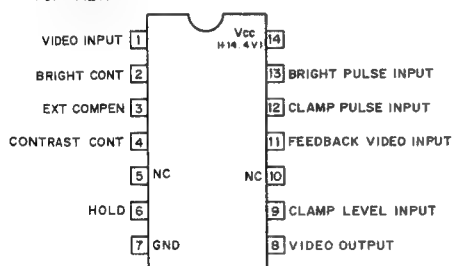 VIDEO INPUT 1 Vcc 14
(+14.4V)
BRIGHT CONT 2 13 BRIGHT PULSE INPUT
EXT COMPEN 3 12 CLAMP PULSE INPUT
CONTRAST CONT 4 11 FEEDBACK VIDEO INPUT
5 NC NC 10
HOLD 6 9 CLAMP LEVEL INPUT
7 GND 8 VIDEO OUTPUT